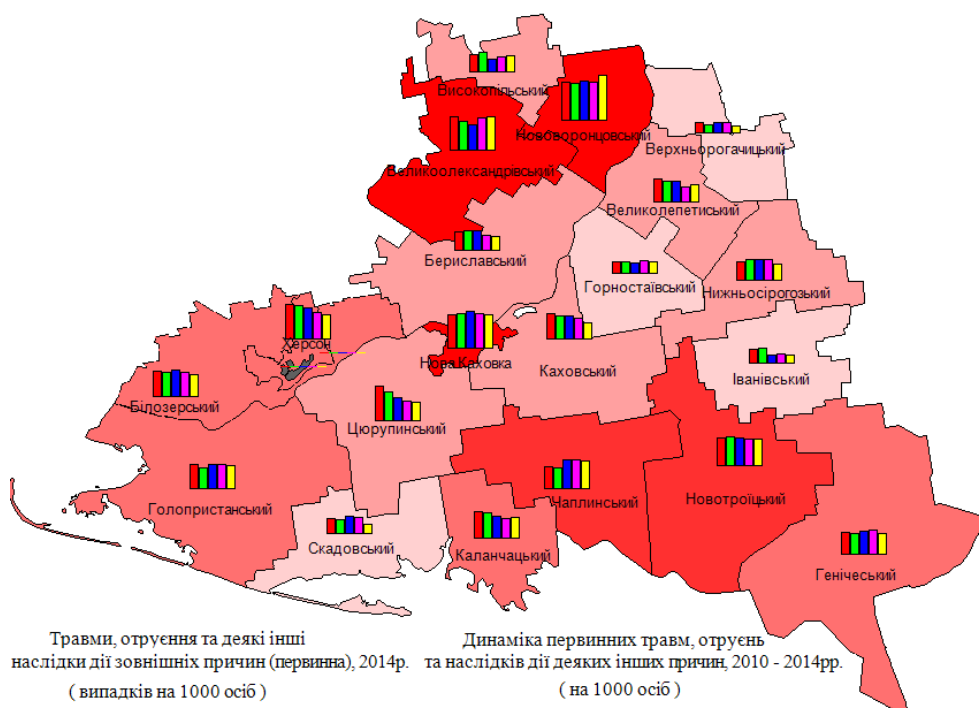 Високопільський
Нововоронцовський
Верхньорогачицький
Великоолександрівський
Великолепетиський
Бериславський
Горностаївський
Нижньосірогозький
Херсон
Нова Каховка
Каховський
Іванівський
Білозерський
Цюрупинський
Голопристанський
Чаплинський
Новотроїцький
Скадовський
Каланчацький
Генічеський
Травми, отруєння та деякі інші
наслідки дії зовнішніх причин (первинна), 2014р.
( випадків на 1000 осіб )
Динаміка первинних травм, отруєнь
та наслідків дії деяких інших причин, 2010 - 2014рр.
( на 1000 осіб )